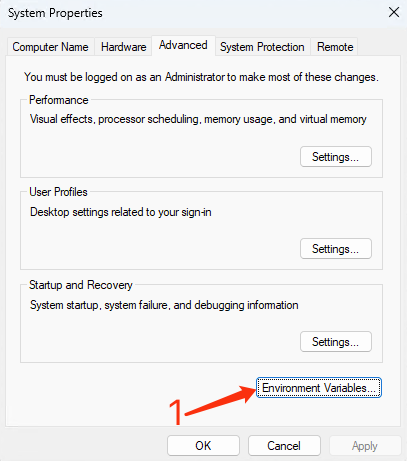 System Properties
Computer Name Hardware Advanced System Protection Remote
You must be logged on as an Administrator to make most of these changes.
Performance
Visual effects, processor scheduling, memory usage, and virtual memory
Settings...
User Profiles
Desktop settings related to your sign-in
Settings...
Startup and Recovery
System startup, system failure, and debugging information
Settings...
Environment Variables...
1
OK Cancel Apply